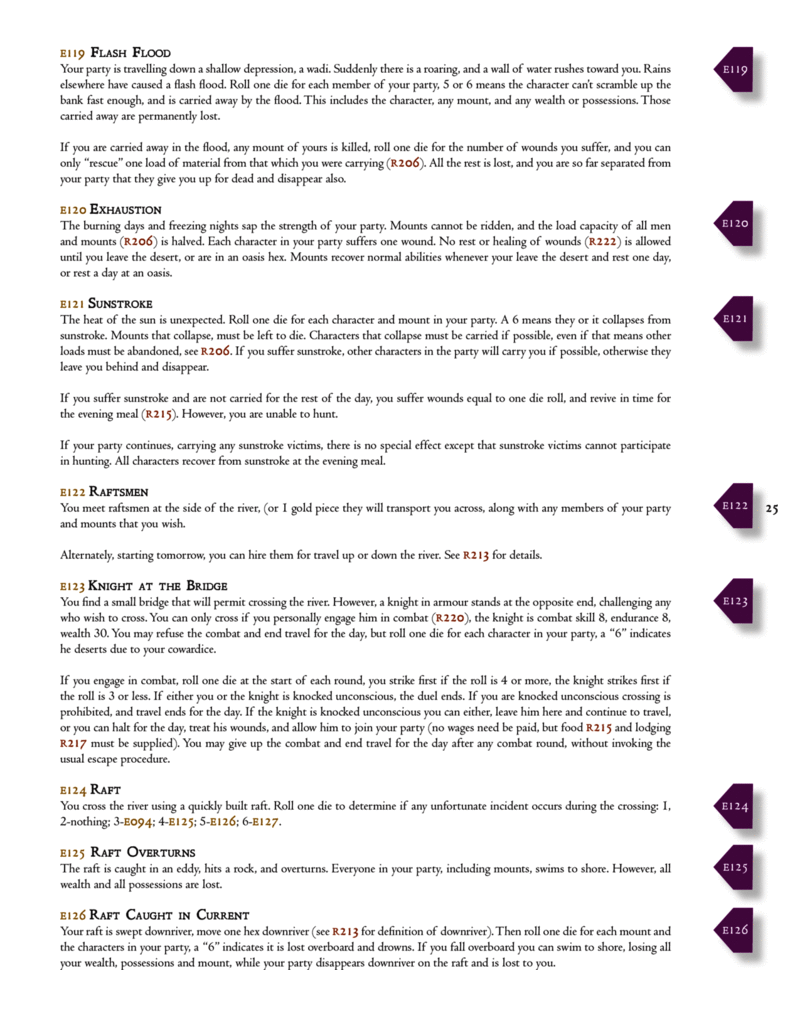 E119 Flash Flood
E119
Your party is travelling down a shallow depression, a wadi. Suddenly there is a roaring, and a wall of water rushes toward you. Rains
elsewhere have caused a flash flood. Roll one die for each member of your party, 5 or 6 means the character can't scramble up the
bank fast enough, and is carried away by the flood. This includes the character, any mount, and any wealth or possessions. Those
carried away are permanently lost.
If you are carried away in the flood, any mount of yours is killed, roll one die for the number of wounds you suffer, and you can
only “rescue” one load of material from that which you were carrying (R206). All the rest is lost, and you are so far separated from
your party that they give you up for dead and disappear also.
E120 Exhaustion
E120
The burning days and freezing nights sap the strength of your party. Mounts cannot be ridden, and the load capacity of all men
and mounts (R206) is halved. Each character in your party suffers one wound. No rest or healing of wounds (R222) is allowed
until you leave the desert, or are in an oasis hex. Mounts recover normal abilities whenever your leave the desert and rest one day,
or rest a day at an oasis.
E121 Sunstroke
E121
The heat of the sun is unexpected. Roll one die for each character and mount in your party. A 6 means they or it collapses from
sunstroke. Mounts that collapse, must be left to die. Characters that collapse must be carried if possible, even if that means other
loads must be abandoned, see R206. If you suffer sunstroke, other characters in the party will carry you if possible, otherwise they
leave you behind and disappear.
If you suffer sunstroke and are not carried for the rest of the day, you suffer wounds equal to one die roll, and revive in time for
the evening meal (R215). However, you are unable to hunt.
If your party continues, carrying any sunstroke victims, there is no special effect except that sunstroke victims cannot participate
in hunting. All characters recover from sunstroke at the evening meal.
E122 Raftsmen
E122
25
You meet raftsmen at the side of the river, (or 1 gold piece they will transport you across, along with any members of your party
and mounts that you wish.
Alternately, starting tomorrow, you can hire them for travel up or down the river. See R213 for details.
E123 Knight at the Bridge
E123
You find a small bridge that will permit crossing the river. However, a knight in armour stands at the opposite end, challenging any
who wish to cross. You can only cross if you personally engage him in combat (R220), the knight is combat skill 8, endurance 8,
wealth 30. You may refuse the combat and end travel for the day, but roll one die for each character in your party, a “6” indicates
he deserts due to your cowardice.
If you engage in combat, roll one die at the start of each round, you strike first if the roll is 4 or more, the knight strikes first if
the roll is 3 or less. If either you or the knight is knocked unconscious, the duel ends. If you are knocked unconscious crossing is
prohibited, and travel ends for the day. If the knight is knocked unconscious you can either, leave him here and continue to travel,
or you can halt for the day, treat his wounds, and allow him to join your party (no wages need be paid, but food R215 and lodging
R217 must be supplied). You may give up the combat and end travel for the day after any combat round, without invoking the
usual escape procedure.
E124 Raft
E124
You cross the river using a quickly built raft. Roll one die to determine if any unfortunate incident occurs during the crossing: 1,
2-nothing; 3-E094; 4-E125; 5-E126; 6-E127.
E125 Raft Overturns
E125
The raft is caught in an eddy, hits a rock, and overturns. Everyone in your party, including mounts, swims to shore. However, all
wealth and all possessions are lost.
E126 Raft Caught in Current
E126
Your raft is swept downriver, move one hex downriver (see R213 for definition of downriver). Then roll one die for each mount and
the characters in your party, a “6” indicates it is lost overboard and drowns. If you fall overboard you can swim to shore, losing all
your wealth, possessions and mount, while your party disappears downriver on the raft and is lost to you.